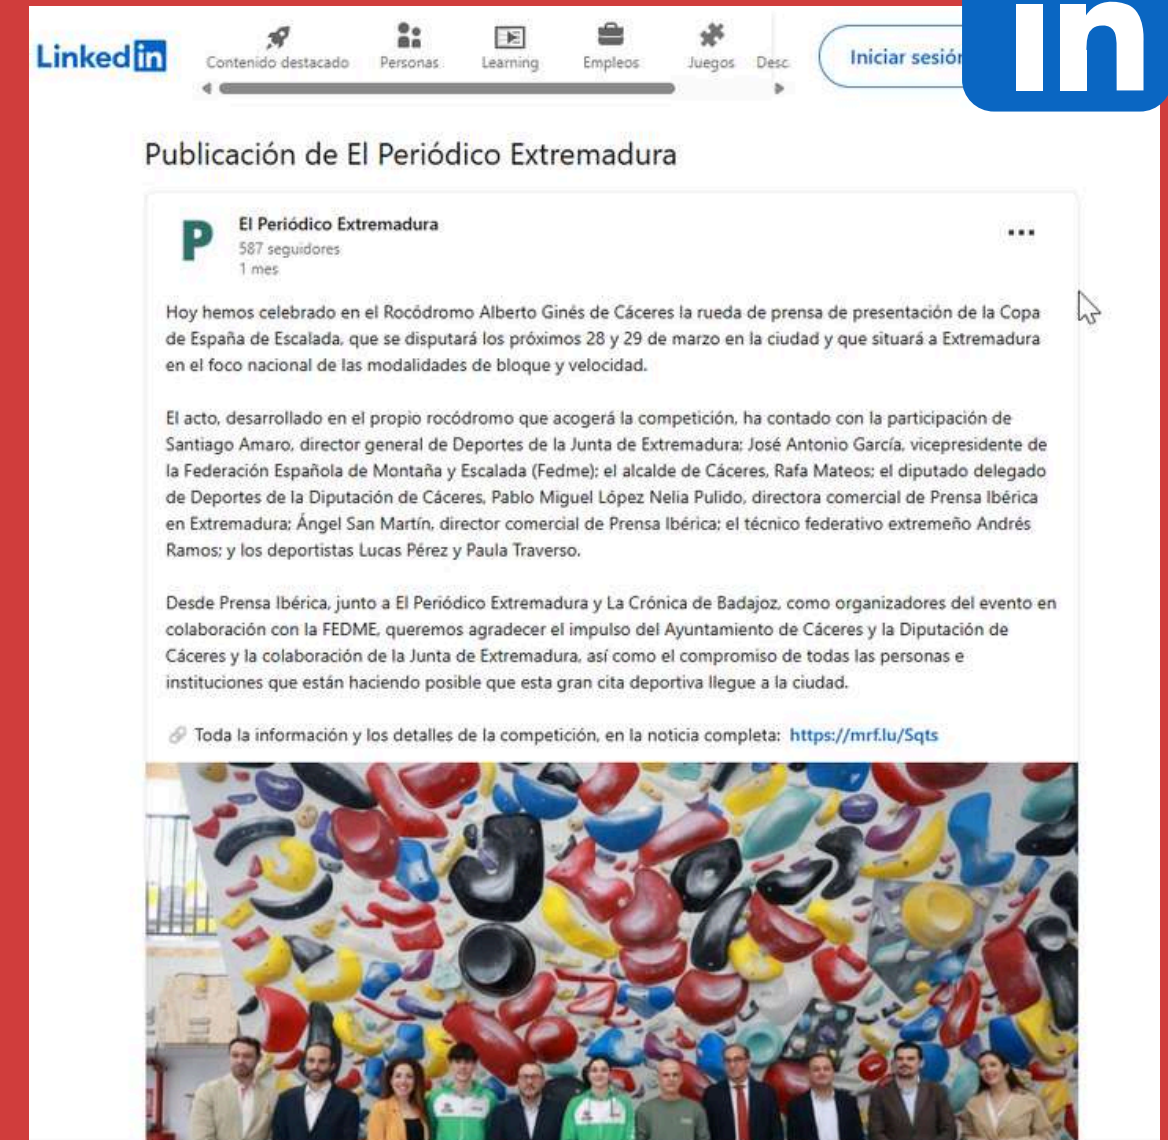 in
Linked in
Contenido destacado
Personas
Learning
Empleos
Juegos
Desc
Iniciar sesión
Publicación de El Periódico Extremadura
P
El Periódico Extremadura
587 seguidores
1 mes
Hoy hemos celebrado en el Rocódromo Alberto Ginés de Cáceres la rueda de prensa de presentación de la Copa
de España de Escalada, que se disputará los próximos 28 y 29 de marzo en la ciudad y que situará a Extremadura
en el foco nacional de las modalidades de bloque y velocidad.
El acto, desarrollado en el propio rocódromo que acogerá la competición, ha contado con la participación de
Santiago Amaro, director general de Deportes de la Junta de Extremadura; José Antonio García, vicepresidente de
la Federación Española de Montaña y Escalada (Fedme); el alcalde de Cáceres, Rafa Mateos; el diputado delegado
de Deportes de la Diputación de Cáceres, Pablo Miguel López Nelia Pulido, directora comercial de Prensa Ibérica
en Extremadura; Ángel San Martín, director comercial de Prensa Ibérica; el técnico federativo extremeño Andrés
Ramos; y los deportistas Lucas Pérez y Paula Traverso.
Desde Prensa Ibérica, junto a El Periódico Extremadura y La Crónica de Badajoz, como organizadores del evento en
colaboración con la FEDME, queremos agradecer el impulso del Ayuntamiento de Cáceres y la Diputación de
Cáceres y la colaboración de la Junta de Extremadura, así como el compromiso de todas las personas e
instituciones que están haciendo posible que esta gran cita deportiva llegue a la ciudad.
Toda la información y los detalles de la competición, en la noticia completa: https://mrf.lu/Sqts